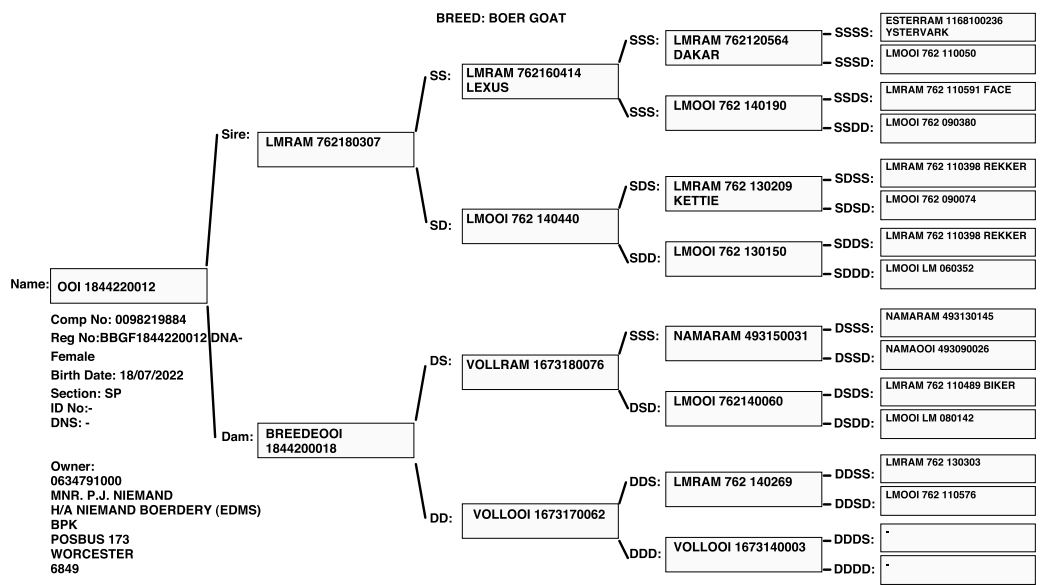 BREED: BOER GOAT
Name:
OOI 1844220012
Comp No: 0098219884
Reg No:BBGF1844220012 DNA-
Female
Birth Date: 18/07/2022
Section: SP
ID No:-
DNS: -
Owner:
0634791000
MNR. P.J. NIEMAND
H/A NIEMAND BOERDERY (EDMS)
BPK
POSBUS 173
WORCESTER
6849
Sire:
LMRAM 762180307
Dam:
BREEDEOOI
1844200018
SS:
LMRAM 762160414
LEXUS
SD:
LMOOI 762 140440
DS:
VOLLRAM 1673180076
DD:
VOLLOOI 1673170062
SSS:
LMRAM 762120564
DAKAR
SSS:
LMOOI 762 140190
SDS:
LMRAM 762 130209
KETTIE
SDD:
LMOOI 762 130150
SSS:
NAMARAM 493150031
DSD:
LMOOI 762140060
DDS:
LMRAM 762 140269
DDD:
VOLLOOI 1673140003
SSSS:
ESTERRAM 1168100236
YSTERVARK
SSSD:
LMOOI 762 110050
SSDS:
LMRAM 762 110591 FACE
SSDD:
LMOOI 762 090380
SDSS:
LMRAM 762 110398 REKKER
SDSD:
LMOOI 762 090074
SDDS:
LMRAM 762 110398 REKKER
SDDD:
LMOOI LM 060352
DSSS:
NAMARAM 493130145
DSSD:
NAMAOOI 493090026
DSDS:
LMRAM 762 110489 BIKER
DSDD:
LMOOI LM 080142
DDSS:
LMRAM 762 130303
DDSD:
LMOOI 762 110576
DDDS:
-
DDDD:
-